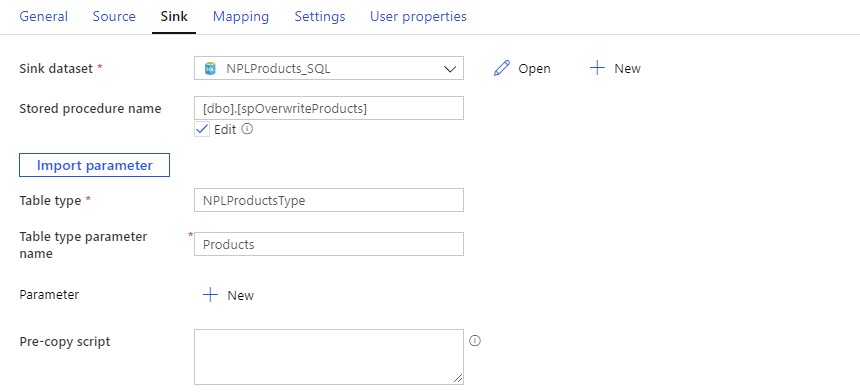 General Source Sink Mapping Settings User properties
Sink dataset * NPLProducts_SQL Open New
Stored procedure name [dbo].[spOverwriteProducts]
Edit
Import parameter
Table type * NPLProductsType
Table type parameter name * Products
Parameter New
Pre-copy script